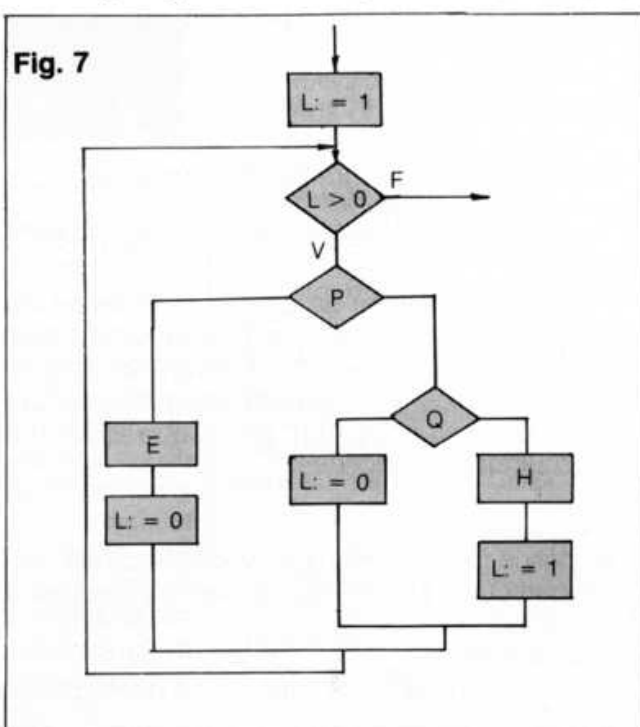 Fig. 7
L: = 1
L > 0
F
V
P
Q
E
L: = 0
H
L: = 0
L: = 1